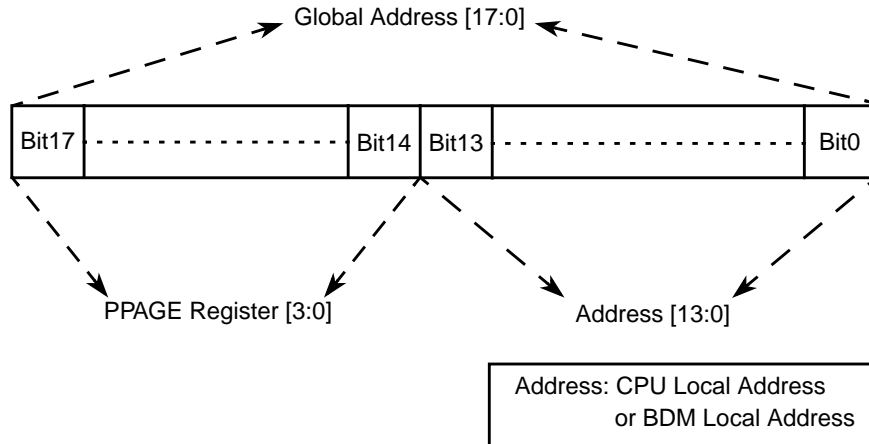 Global Address [17:0]
Bit17 Bit14 Bit13 Bit0
PPAGE Register [3:0] Address [13:0]
Address: CPU Local Address
or BDM Local Address